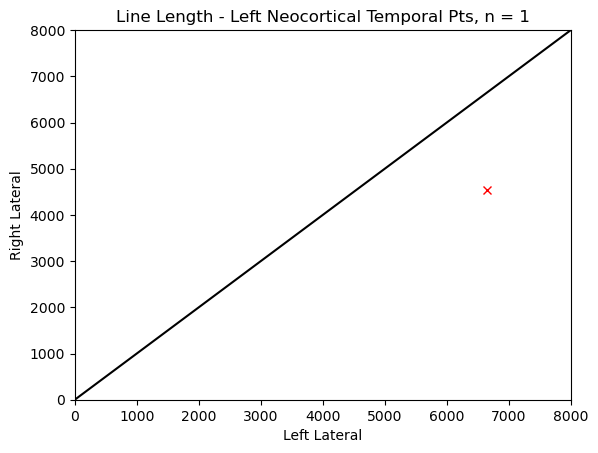 Line Length - Left Neocortical Temporal Pts, n = 1
8000
7000
6000
5000
4000
3000
2000
1000
0
Right Lateral
0 1000 2000 3000 4000 5000 6000 7000 8000
Left Lateral